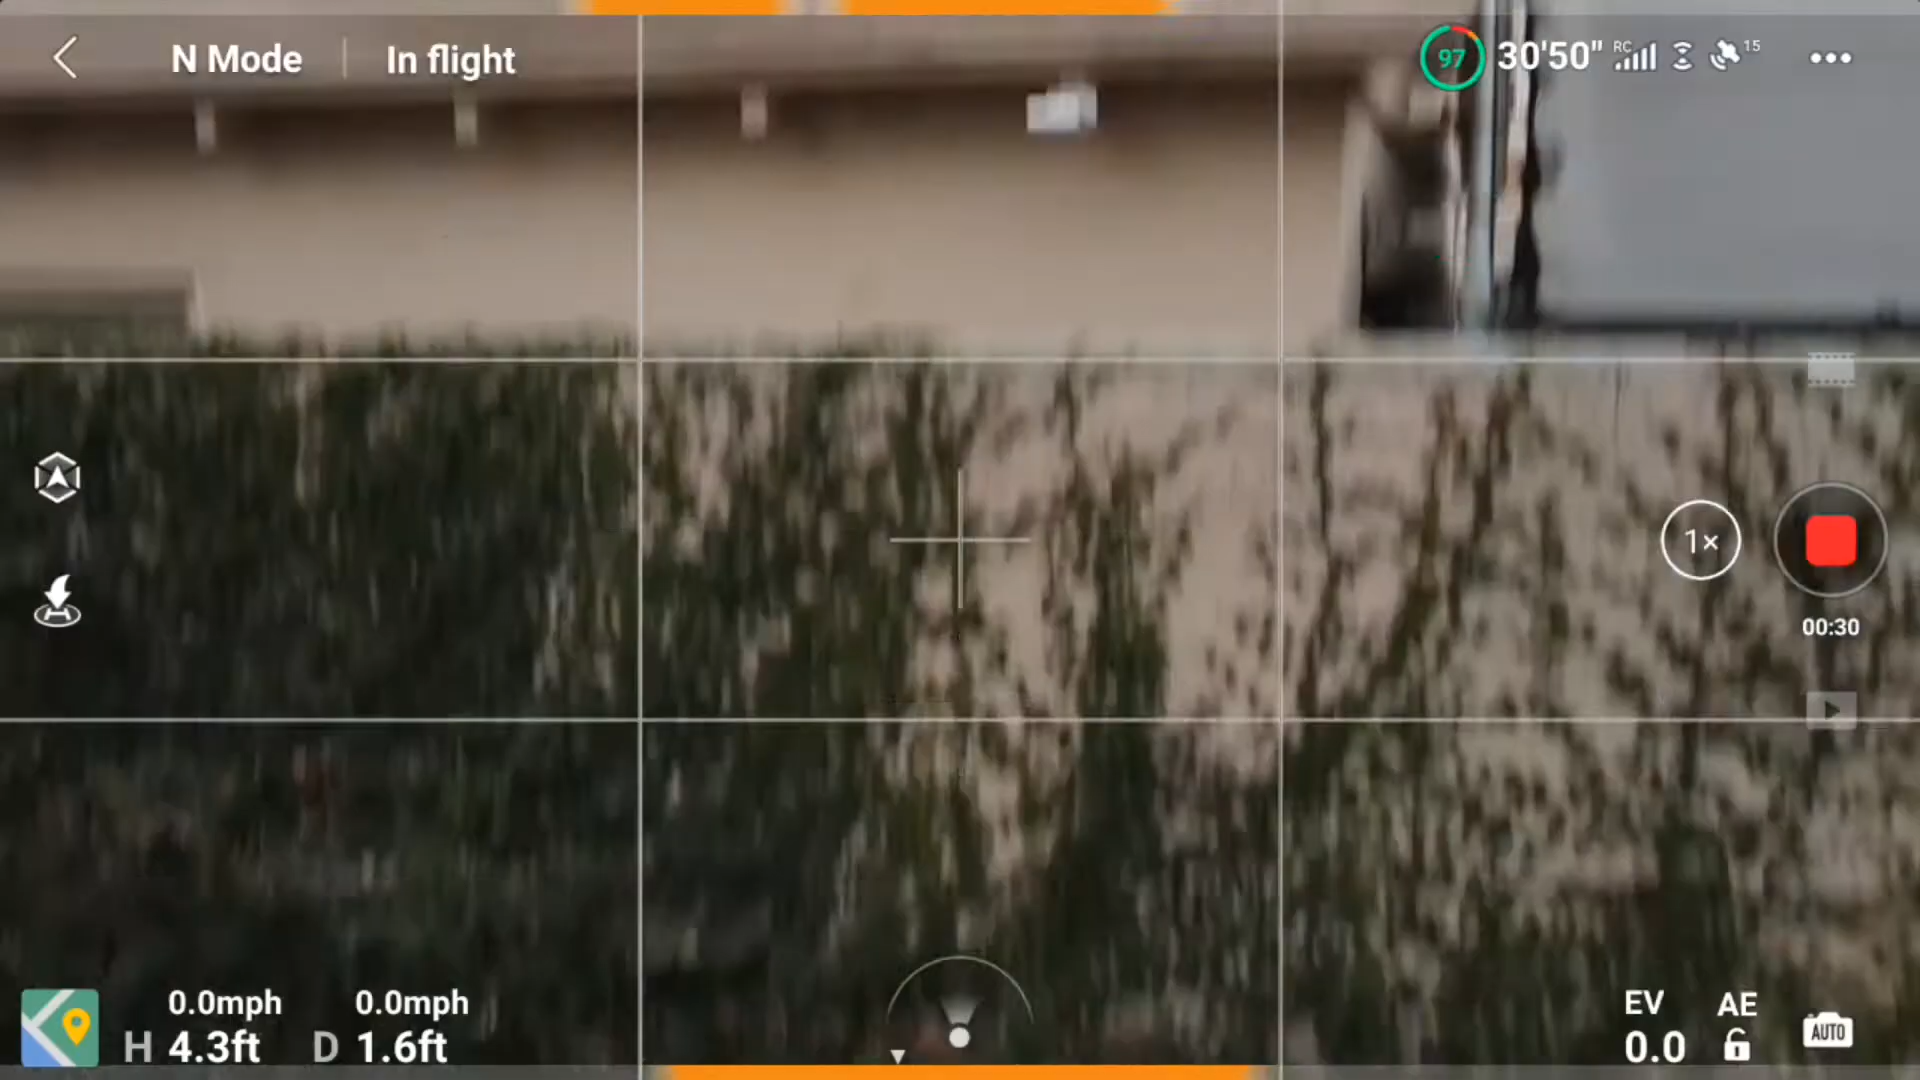 N Mode In flight 97 30'50" RC 15
1×
00:30
0.0mph 0.0mph EV AE
H 4.3ft D 1.6ft 0.0 AUTO